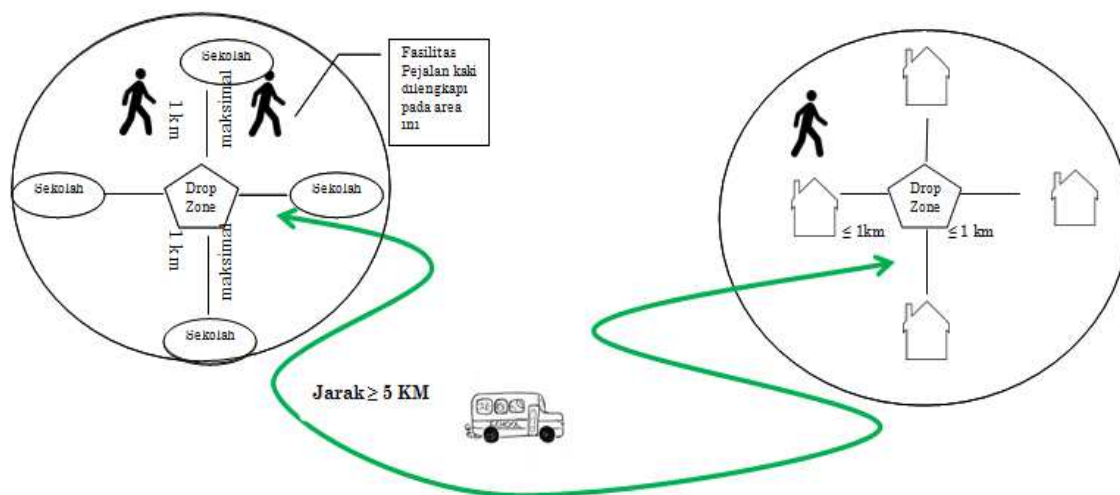 Sekolah
Fasilitas
Pejalan kaki
dilengkapi
pada area
ini
1 km
maksimal
Sekolah
Drop
Zone
Sekolah
1 km
maksimal
Sekolah
Drop
Zone
≤ 1km
≤ 1 km
Jarak ≥ 5 KM
SCHOOL